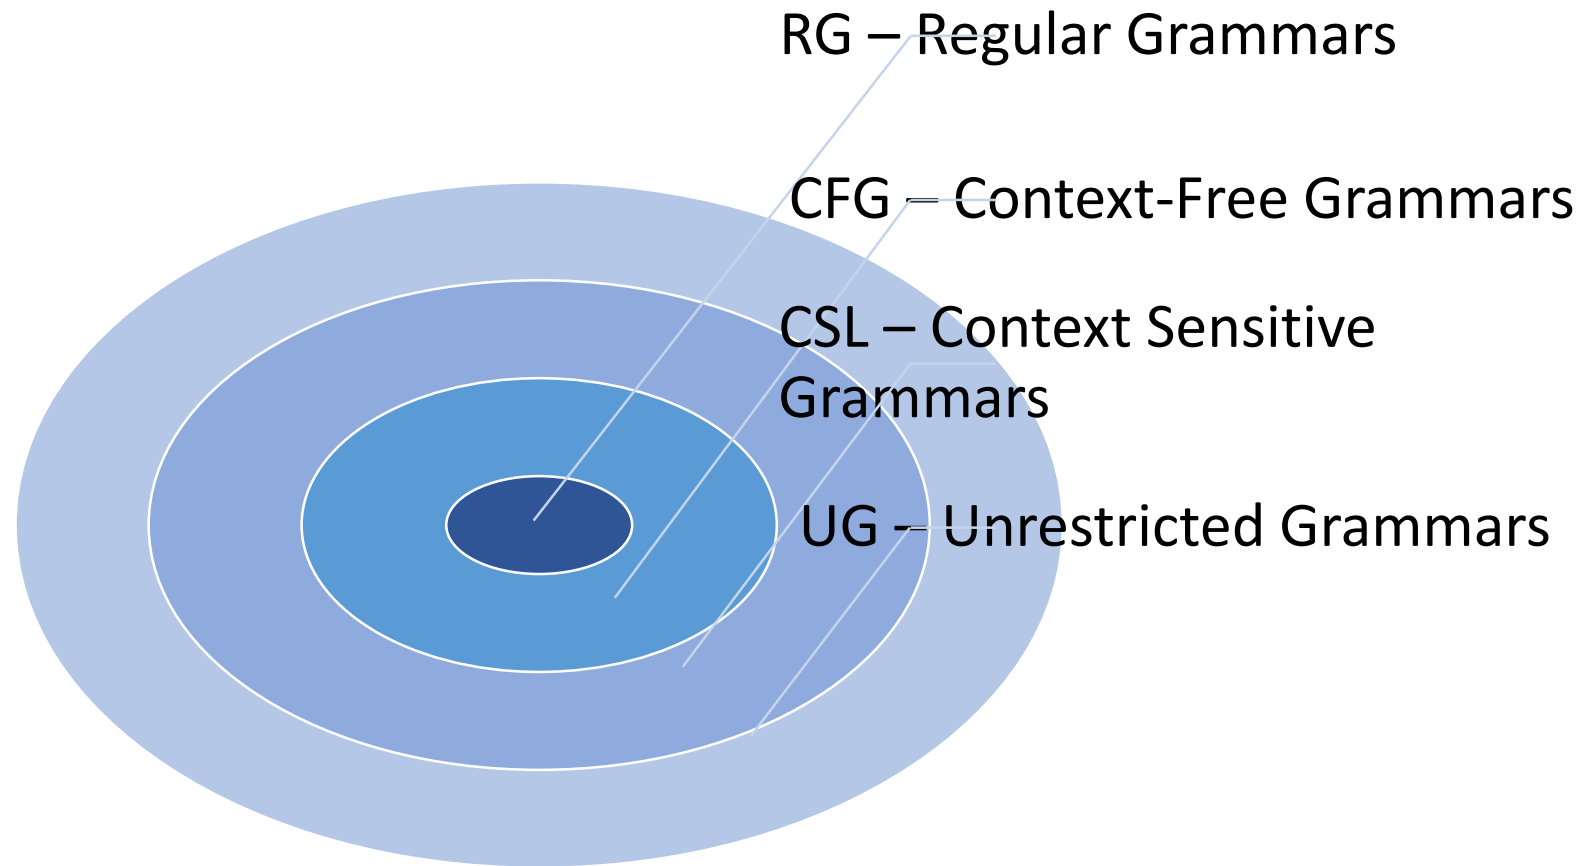 RG – Regular Grammars
CFG – Context-Free Grammars
CSL – Context Sensitive
Grammars
UG – Unrestricted Grammars